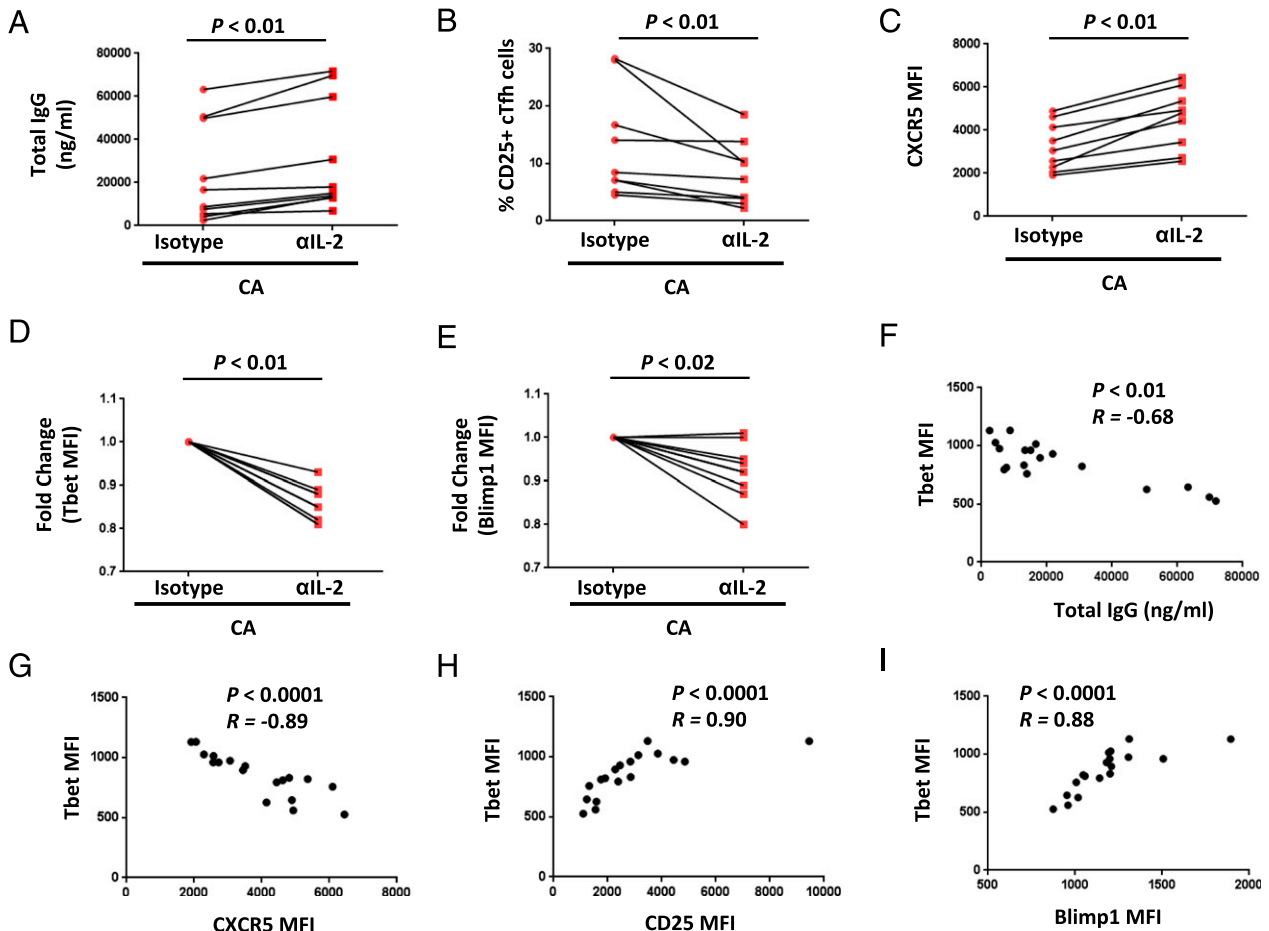 A
P < 0.01
Total IgG
(ng/ml)
80000
60000
40000
20000
0
Isotype
αIL-2
CA
B
P < 0.01
% CD25+ cTfh cells
30
20
10
0
Isotype
αIL-2
CA
C
P < 0.01
CXCR5 MFI
8000
6000
4000
2000
0
Isotype
αIL-2
CA
D
P < 0.01
Fold Change
(Tbet MFI)
1.1
1.0
0.9
0.8
0.7
Isotype
αIL-2
CA
E
P < 0.02
Fold Change
(Blimp1 MFI)
1.1
1.0
0.9
0.8
0.7
Isotype
αIL-2
CA
F
P < 0.01
R = -0.68
Tbet MFI
1500
1000
500
0
0 20000 40000 60000 80000
Total IgG (ng/ml)
G
P < 0.0001
R = -0.89
Tbet MFI
1500
1000
500
0
0 2000 4000 6000 8000
CXCR5 MFI
H
P < 0.0001
R = 0.90
Tbet MFI
1500
1000
500
0
0 2000 4000 6000 8000 10000
CD25 MFI
I
P < 0.0001
R = 0.88
Tbet MFI
1500
1000
500
0
500 1000 1500 2000
Blimp1 MFI